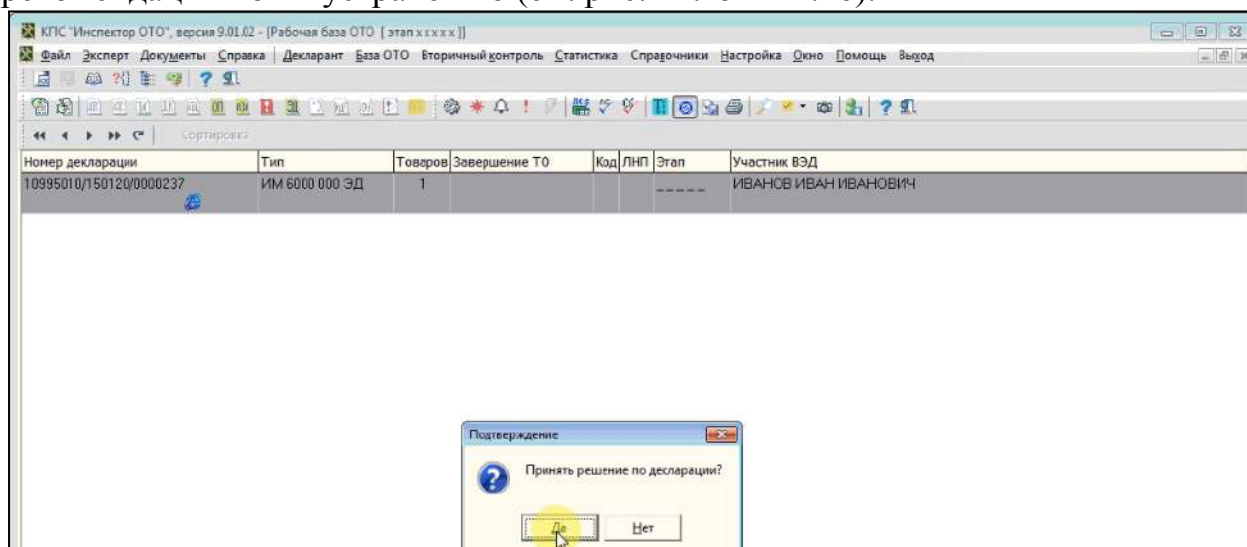 КПС "Инспектор ОТО", версия 9.01.02 - [Рабочая база ОТО [ этап x x x x x ]]
Файл Эксперт Документы Справка Декларант База ОТО Вторичный контроль Статистика Справочники Настройка Окно Помощь Выход
Сортировка
Номер декларации Тип Товаров Завершение ТО Код ЛНП Этап Участник ВЭД
10995010/150120/0000237 ИМ 6000 000 ЭД 1 _ _ _ _ _ ИВАНОВ ИВАН ИВАНОВИЧ
Подтверждение
Принять решение по десларации?
Да Нет